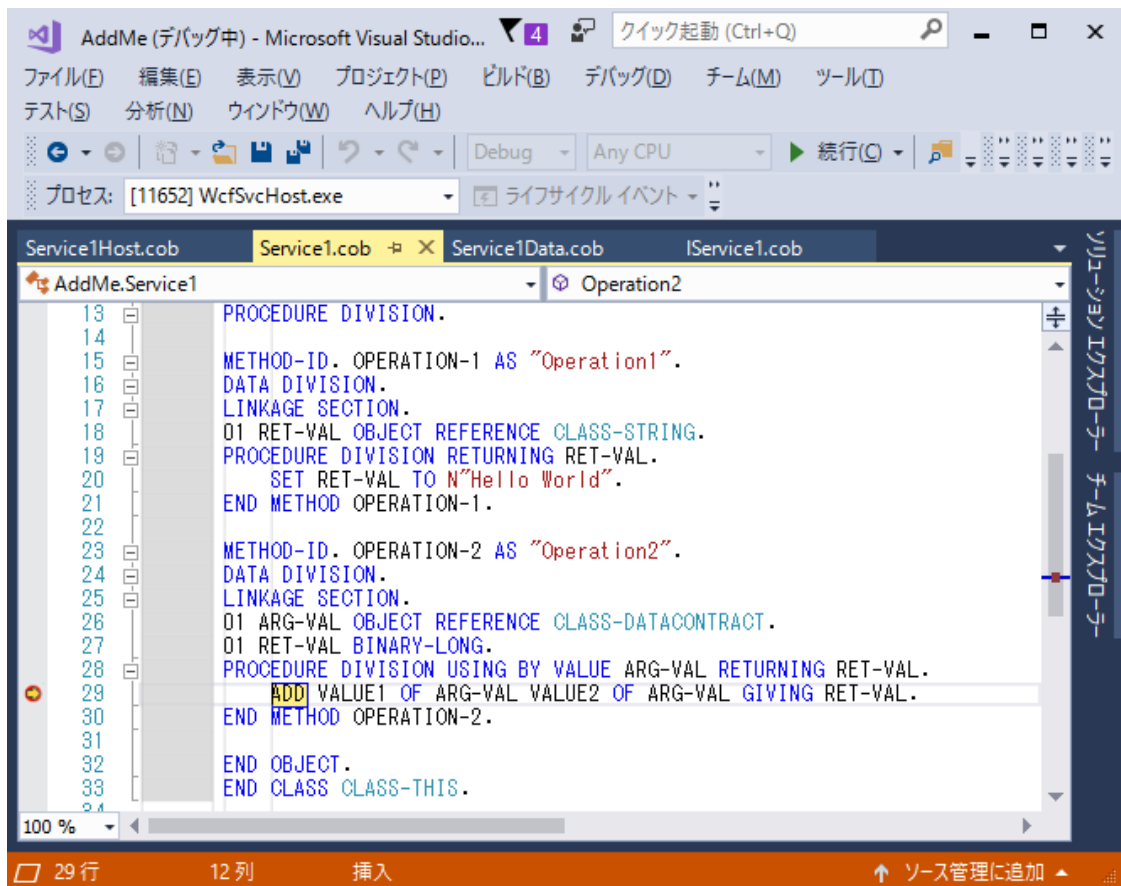 AddMe (デバッグ中) - Microsoft Visual Studio... 4 クイック起動 (Ctrl+Q)
ファイル(F) 編集(E) 表示(V) プロジェクト(P) ビルド(B) デバッグ(D) チーム(M) ツール(T)
テスト(S) 分析(N) ウィンドウ(W) ヘルプ(H)
Debug Any CPU 続行(C)
プロセス: [11652] WcfSvcHost.exe ライフサイクル イベント
Service1Host.cob Service1.cob Service1Data.cob IService1.cob
AddMe.Service1 Operation2
13 PROCEDURE DIVISION.
14
15 METHOD-ID. OPERATION-1 AS "Operation1".
16 DATA DIVISION.
17 LINKAGE SECTION.
18 01 RET-VAL OBJECT REFERENCE CLASS-STRING.
19 PROCEDURE DIVISION RETURNING RET-VAL.
20 SET RET-VAL TO N"Hello World".
21 END METHOD OPERATION-1.
22
23 METHOD-ID. OPERATION-2 AS "Operation2".
24 DATA DIVISION.
25 LINKAGE SECTION.
26 01 ARG-VAL OBJECT REFERENCE CLASS-DATACONTRACT.
27 01 RET-VAL BINARY-LONG.
28 PROCEDURE DIVISION USING BY VALUE ARG-VAL RETURNING RET-VAL.
29 ADD VALUE1 OF ARG-VAL VALUE2 OF ARG-VAL GIVING RET-VAL.
30 END METHOD OPERATION-2.
31
32 END OBJECT.
33 END CLASS CLASS-THIS.
34
100 %
ソリューション エクスプローラー
チーム エクスプローラー
29 行 12 列 挿入 ソース管理に追加